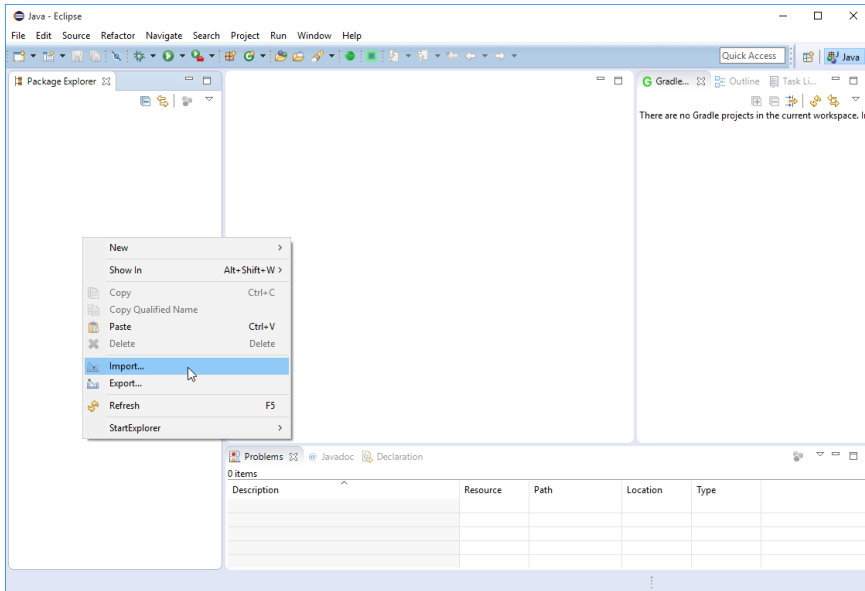 Java - Eclipse
File Edit Source Refactor Navigate Search Project Run Window Help
Quick Access
Java
Package Explorer
Gradle... Outline Task Li...
There are no Gradle projects in the current workspace.
New
Show In Alt+Shift+W
Copy Ctrl+C
Copy Qualified Name
Paste Ctrl+V
Delete Delete
Import...
Export...
Refresh F5
StartExplorer
Problems @ Javadoc Declaration
0 items
Description Resource Path Location Type